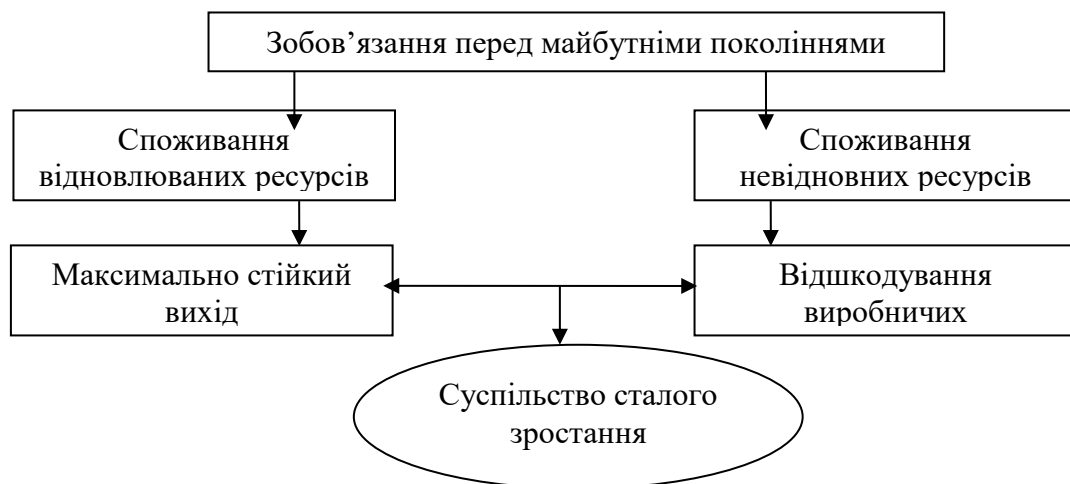 Зобов’язання перед майбутніми поколіннями
Споживання
відновлюваних ресурсів
Споживання
невідновних ресурсів
Максимально стійкий
вихід
Відшкодування
виробничих
Суспільство сталого
зростання